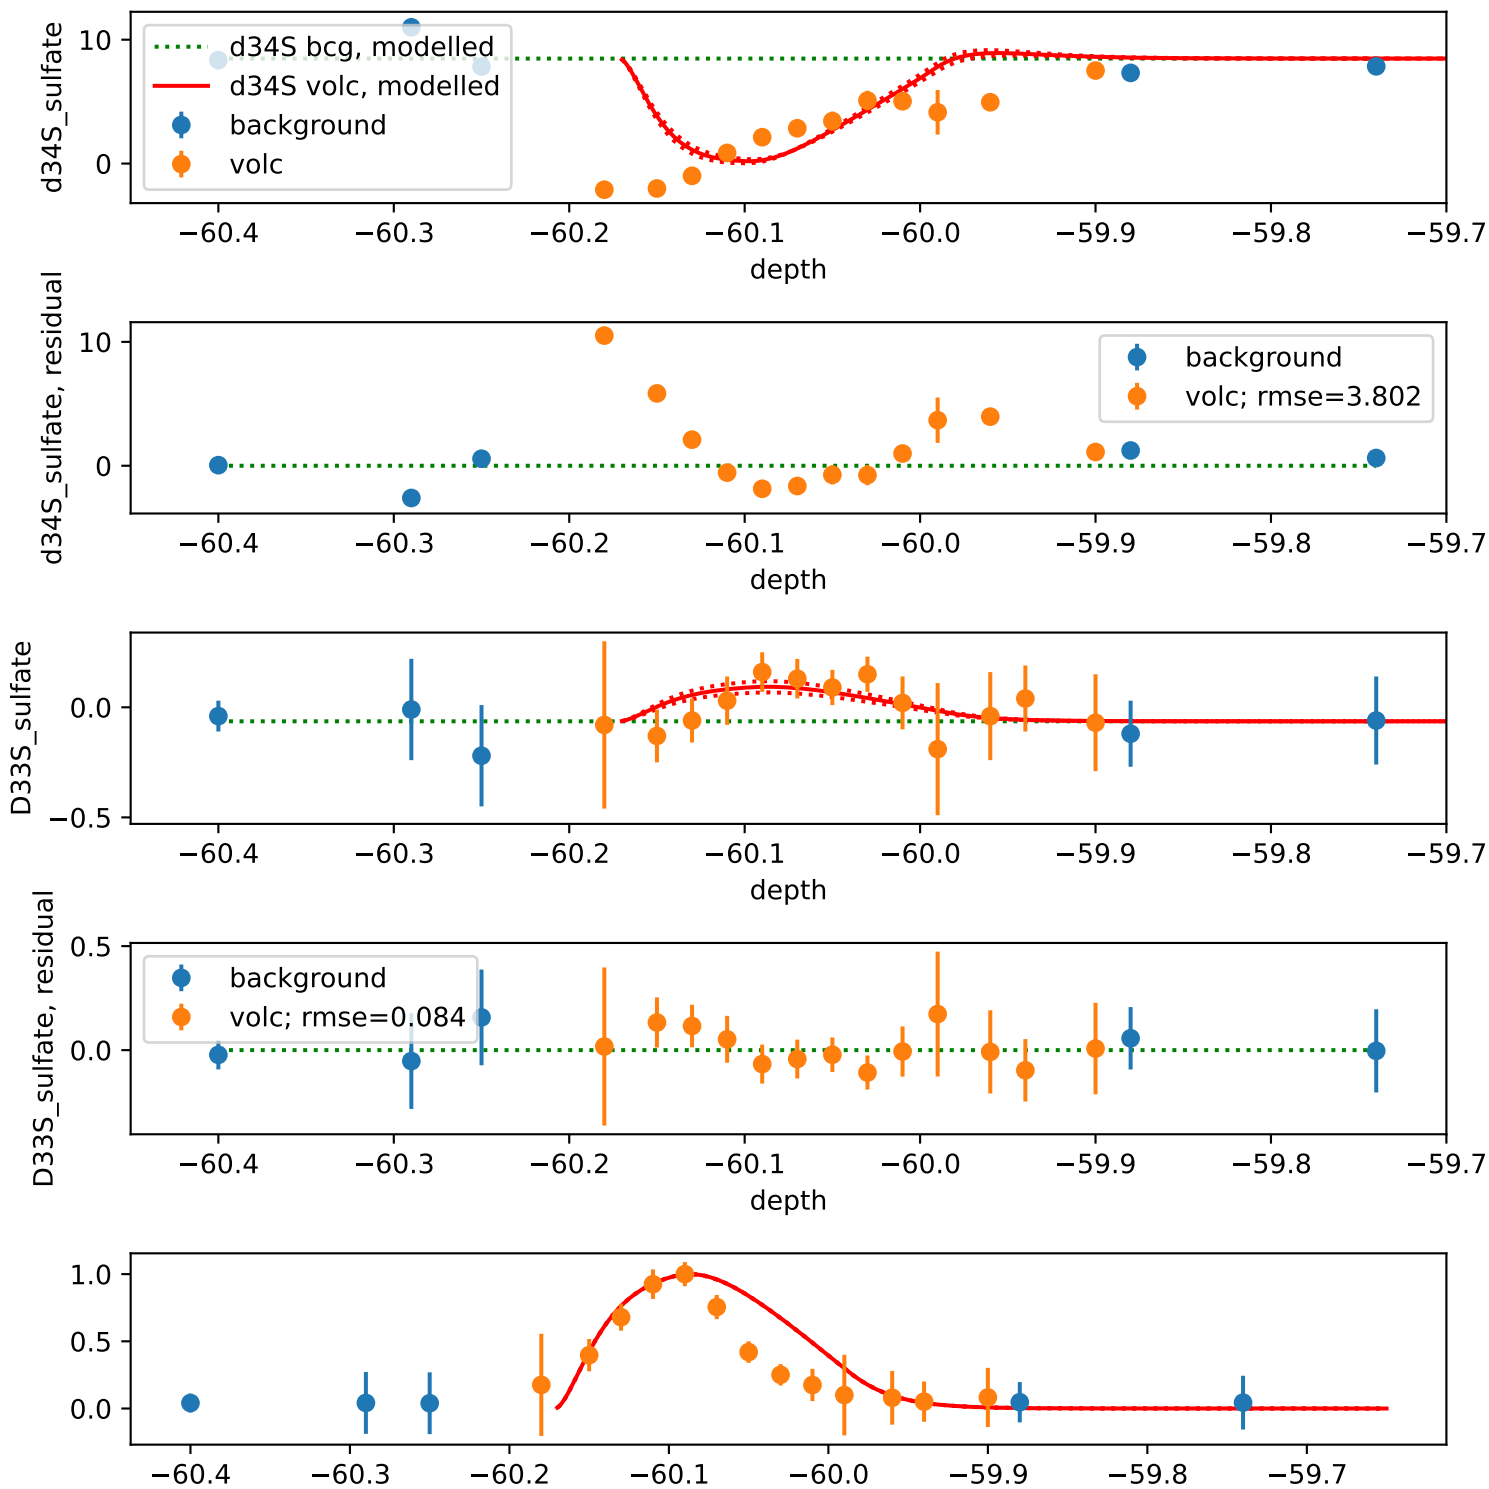 d34S_sulfate
10
0
d34S bcg, modelled
d34S volc, modelled
background
volc
−60.4 −60.3 −60.2 −60.1 −60.0 −59.9 −59.8 −59.7
depth
d34S_sulfate, residual
10
0
background
volc; rmse=3.802
−60.4 −60.3 −60.2 −60.1 −60.0 −59.9 −59.8 −59.7
depth
D33S_sulfate
0.0
−0.5
−60.4 −60.3 −60.2 −60.1 −60.0 −59.9 −59.8 −59.7
depth
D33S_sulfate, residual
0.5
0.0
background
volc; rmse=0.084
−60.4 −60.3 −60.2 −60.1 −60.0 −59.9 −59.8 −59.7
depth
1.0
0.5
0.0
−60.4 −60.3 −60.2 −60.1 −60.0 −59.9 −59.8 −59.7